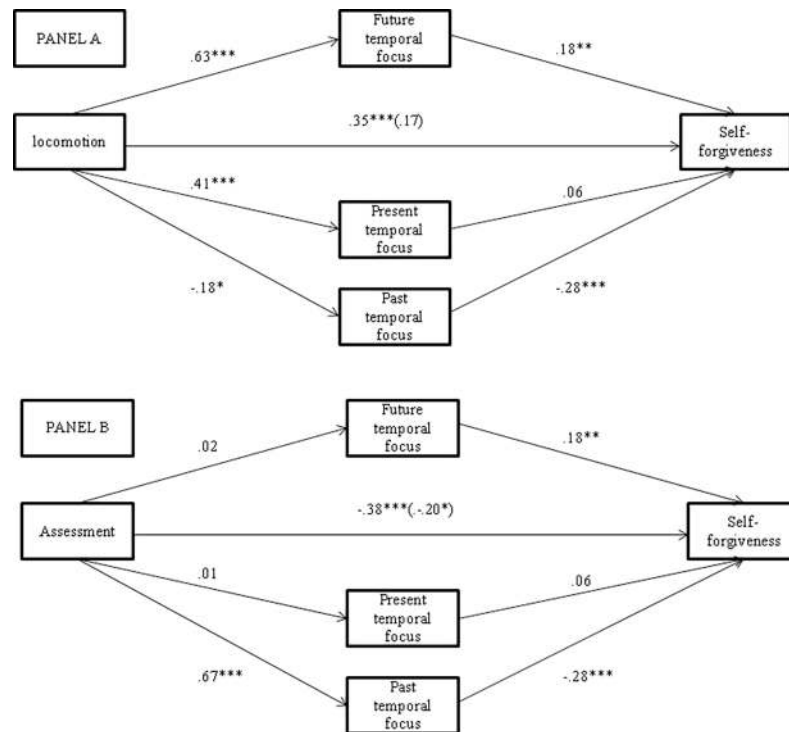 PANEL A
Future
temporal
focus
.63***
.18**
locomotion
.35***(.17)
Self-
forgiveness
.41***
Present
temporal
focus
.06
-.18*
Past
temporal
focus
-.28***
PANEL B
Future
temporal
focus
.02
.18**
Assessment
-.38***(-.20*)
Self-
forgiveness
.01
Present
temporal
focus
.06
.67***
Past
temporal
focus
-.28***